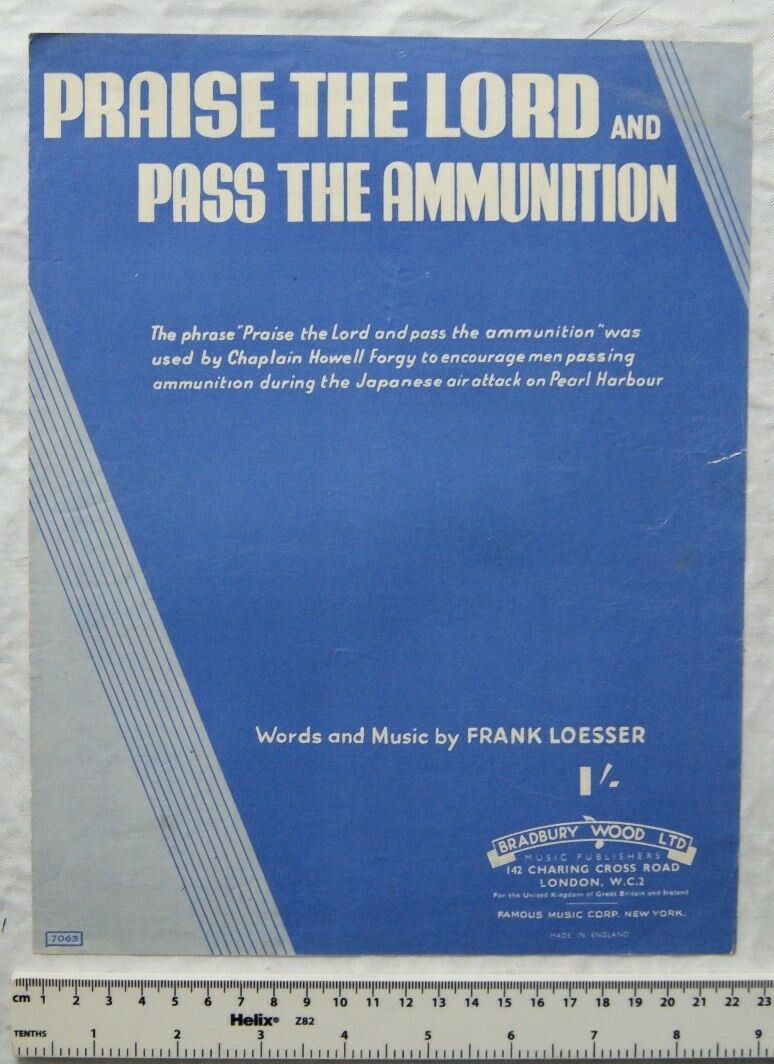 PRAISE THE LORD AND
PASS THE AMMUNITION
The phrase "Praise the Lord and pass the ammunition" was
used by Chaplain Howell Forgy to encourage men passing
ammunition during the Japanese air attack on Pearl Harbour
Words and Music by FRANK LOESSER
1/-
BRADBURY WOOD LTD
MUSIC PUBLISHERS
142 CHARING CROSS ROAD
LONDON, W.C.2
For the United Kingdom of Great Britain and Ireland
FAMOUS MUSIC CORP. NEW YORK.
MADE IN ENGLAND
7063
cm 1 2 3 4 5 6 7 8 9 10 11 12 13 14 15 16 17 18 19 20 21 22 23
Helix® Z82
TENTHS 1 2 3 4 5 6 7 8 9